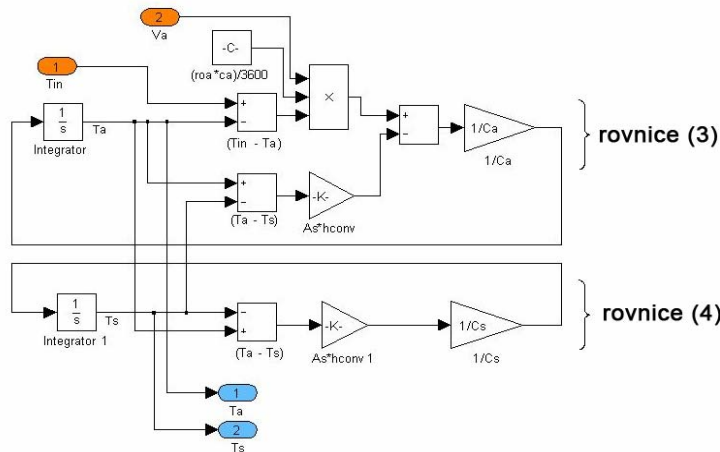 2
Va
-C-
(roa*ca)/3600
1
Tin
×
1
s
Ta
Integrator
+
−
(Tin - Ta)
+
−
1/Ca
1/Ca
rovnice (3)
+
−
(Ta - Ts)
-K-
As*hconv
1
s
Ts
Integrator 1
−
+
(Ta - Ts)
-K-
As*hconv 1
1/Cs
1/Cs
rovnice (4)
1
Ta
2
Ts